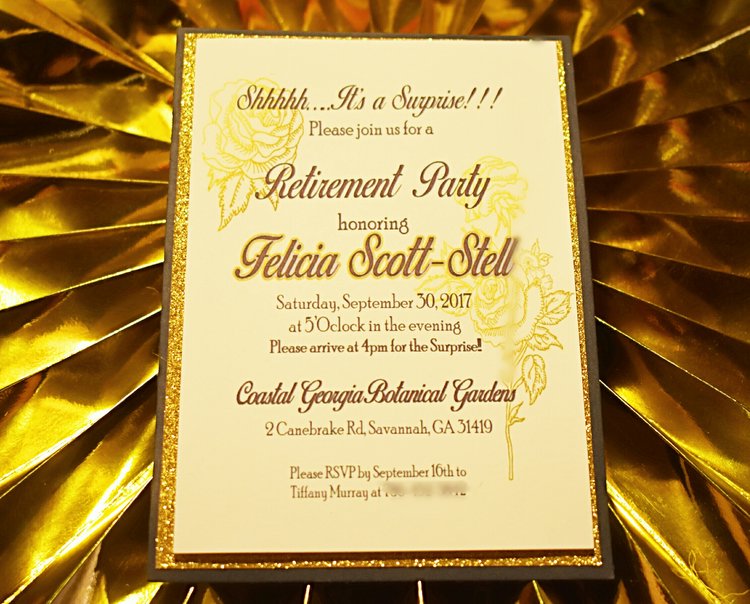 Shhhhh....It's a Surprise!!!
Please join us for a
Retirement Party
honoring
Felicia Scott-Stell
Saturday, September 30, 2017
at 5'O'clock in the evening
Please arrive at 4pm for the Surprise!!
Coastal Georgia Botanical Gardens
2 Canebrake Rd, Savannah, GA 31419
Please RSVP by September 16th to
Tiffany Murray at